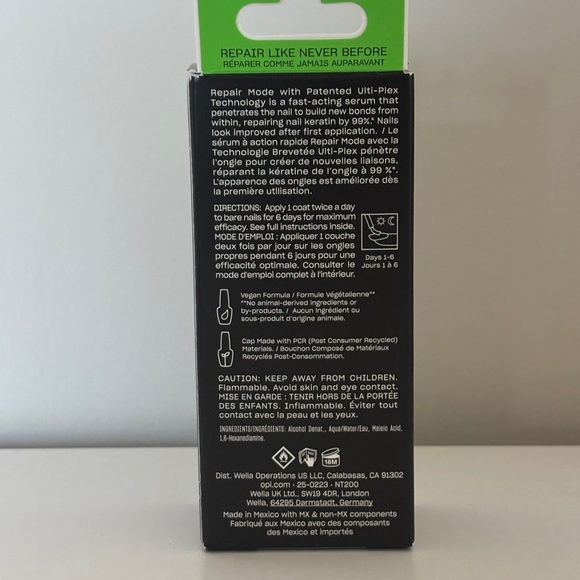 REPAIR LIKE NEVER BEFORE
RÉPARER COMME JAMAIS AUPARAVANT
Repair Mode with Patented Ulti-Plex
Technology is a fast-acting serum that
penetrates the nail to build new bonds from
within, repairing nail keratin by 99%.* Nails
look improved after first application. / Le
sérum à action rapide Repair Mode avec la
Technologie Brevetée Ulti-Plex pénètre
l'ongle pour créer de nouvelles liaisons,
réparant la kératine de l'ongle à 99 %*.
L'apparence des ongles est améliorée dès
la première utilisation.
DIRECTIONS: Apply 1 coat twice a day
to bare nails for 6 days for maximum
efficacy. See full instructions inside.
MODE D'EMPLOI : Appliquer 1 couche
deux fois par jour sur les ongles
propres pendant 6 jours pour une
efficacité optimale. Consulter le
mode d'emploi complet à l'intérieur.
Days 1-6
Jours 1 à 6
Vegan Formula / Formule Végétalienne**
**No animal-derived ingredients or
by-products. / Aucun ingrédient ou
sous-produit d'origine animale.
Cap Made with PCR (Post Consumer Recycled)
Materials. / Bouchon Composé de Matériaux
Recyclés Post-Consommation.
CAUTION: KEEP AWAY FROM CHILDREN.
Flammable. Avoid skin and eye contact.
MISE EN GARDE : TENIR HORS DE LA PORTÉE
DES ENFANTS. Inflammable. Éviter tout
contact avec la peau et les yeux.
INGREDIENTS/INGRÉDIENTS: Alcohol Denat., Aqua/Water/Eau, Maleic Acid,
1,6-Hexanediamine.
18M
Dist. Wella Operations US LLC, Calabasas, CA 91302
opi.com · 25-0223 · NT200
Wella UK Ltd., SW19 4DR, London
Wella, 64295 Darmstadt, Germany
Made in Mexico with MX & non-MX components
Fabriqué aux Mexico avec des composants
des Mexico et importés